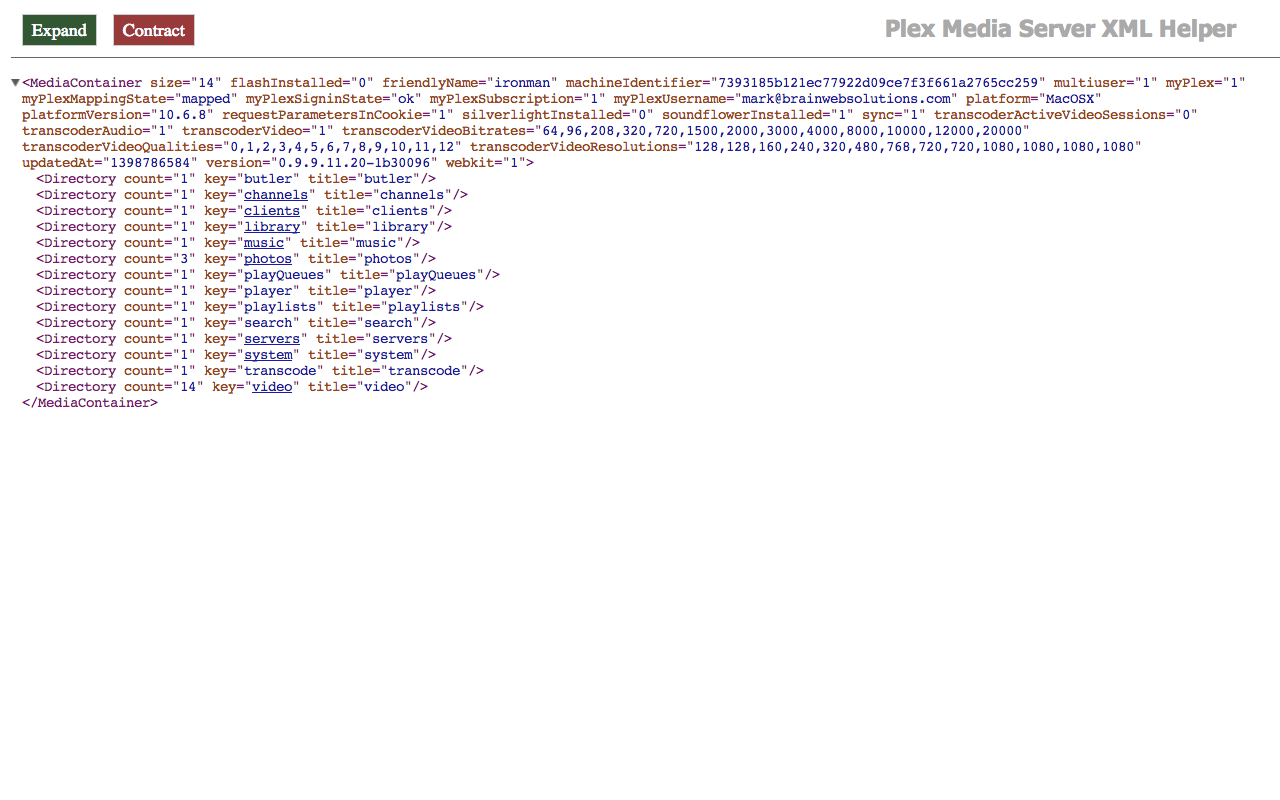 Expand Contract Plex Media Server XML Helper
<MediaContainer size="14" flashInstalled="0" friendlyName="ironman" machineIdentifier="7393185b121ec77922d09ce7f3f661a2765cc259" multiuser="1" myPlex="1"
myPlexMappingState="mapped" myPlexSigninState="ok" myPlexSubscription="1" myPlexUsername="mark@brainwebsolutions.com" platform="MacOSX"
platformVersion="10.6.8" requestParametersInCookie="1" silverlightInstalled="0" soundflowerInstalled="1" sync="1" transcoderActiveVideoSessions="0"
transcoderAudio="1" transcoderVideo="1" transcoderVideoBitrates="64,96,208,320,720,1500,2000,3000,4000,8000,10000,12000,20000"
transcoderVideoQualities="0,1,2,3,4,5,6,7,8,9,10,11,12" transcoderVideoResolutions="128,128,160,240,320,480,768,720,720,1080,1080,1080,1080"
updatedAt="1398786584" version="0.9.9.11.20-1b30096" webkit="1">
<Directory count="1" key="butler" title="butler"/>
<Directory count="1" key="channels" title="channels"/>
<Directory count="1" key="clients" title="clients"/>
<Directory count="1" key="library" title="library"/>
<Directory count="1" key="music" title="music"/>
<Directory count="3" key="photos" title="photos"/>
<Directory count="1" key="playQueues" title="playQueues"/>
<Directory count="1" key="player" title="player"/>
<Directory count="1" key="playlists" title="playlists"/>
<Directory count="1" key="search" title="search"/>
<Directory count="1" key="servers" title="servers"/>
<Directory count="1" key="system" title="system"/>
<Directory count="1" key="transcode" title="transcode"/>
<Directory count="14" key="video" title="video"/>
</MediaContainer>